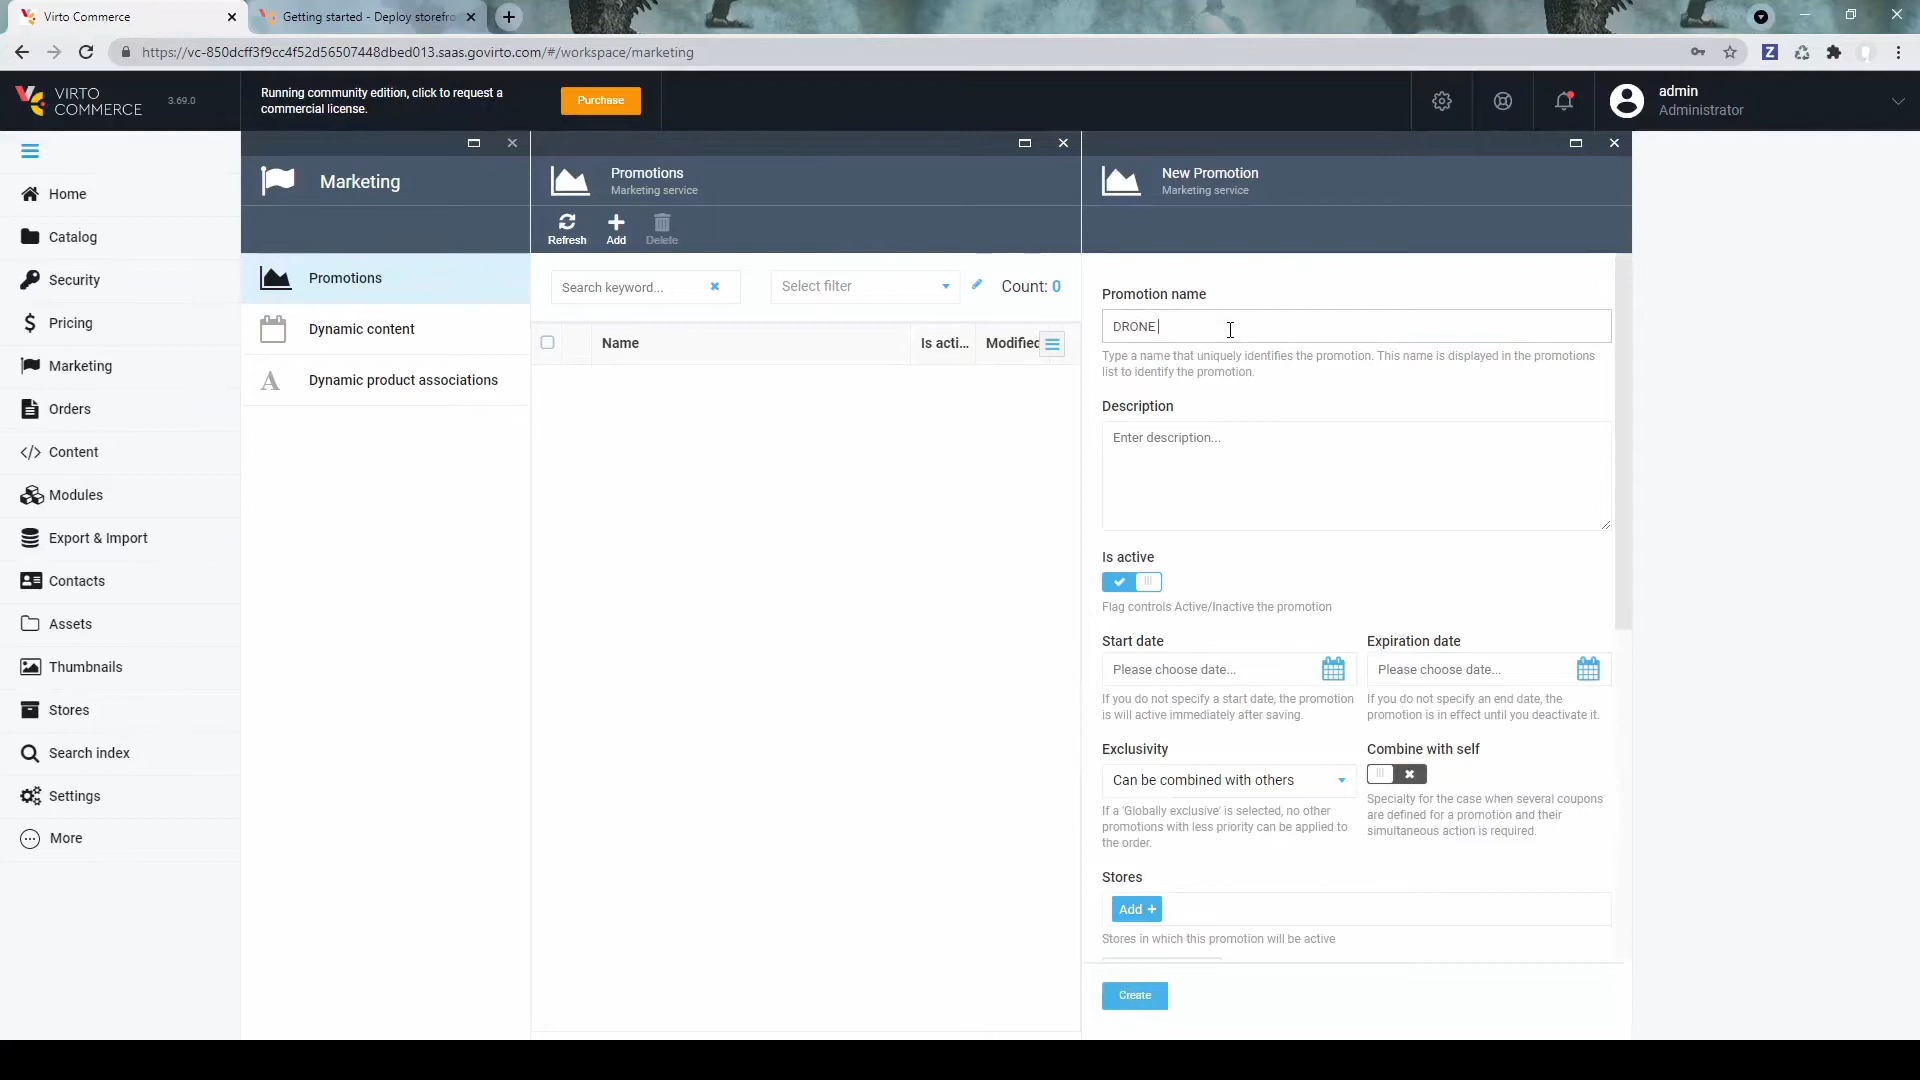 Virto Commerce
Getting started - Deploy storefro
https://vc-850dcff3f9cc4f52d56507448dbed013.saas.govirto.com/#/workspace/marketing
Z
VIRTO
COMMERCE
3.69.0
Running community edition, click to request a
commercial license.
Purchase
admin
Administrator
Home
Catalog
Security
Pricing
Marketing
Orders
Content
Modules
Export & Import
Contacts
Assets
Thumbnails
Stores
Search index
Settings
More
Marketing
Promotions
Dynamic content
A
Dynamic product associations
Promotions
Marketing service
Refresh
Add
Delete
Search keyword...
Select filter
Count: 0
Name
Is acti...
Modified
New Promotion
Marketing service
Promotion name
DRONE
Type a name that uniquely identifies the promotion. This name is displayed in the promotions
list to identify the promotion.
Description
Enter description...
Is active
Flag controls Active/Inactive the promotion
Start date
Please choose date...
If you do not specify a start date, the promotion
is will active immediately after saving.
Expiration date
Please choose date...
If you do not specify an end date, the
promotion is in effect until you deactivate it.
Exclusivity
Can be combined with others
If a 'Globally exclusive' is selected, no other
promotions with less priority can be applied to
the order.
Combine with self
Specialty for the case when several coupons
are defined for a promotion and their
simultaneous action is required.
Stores
Add +
Stores in which this promotion will be active
Create